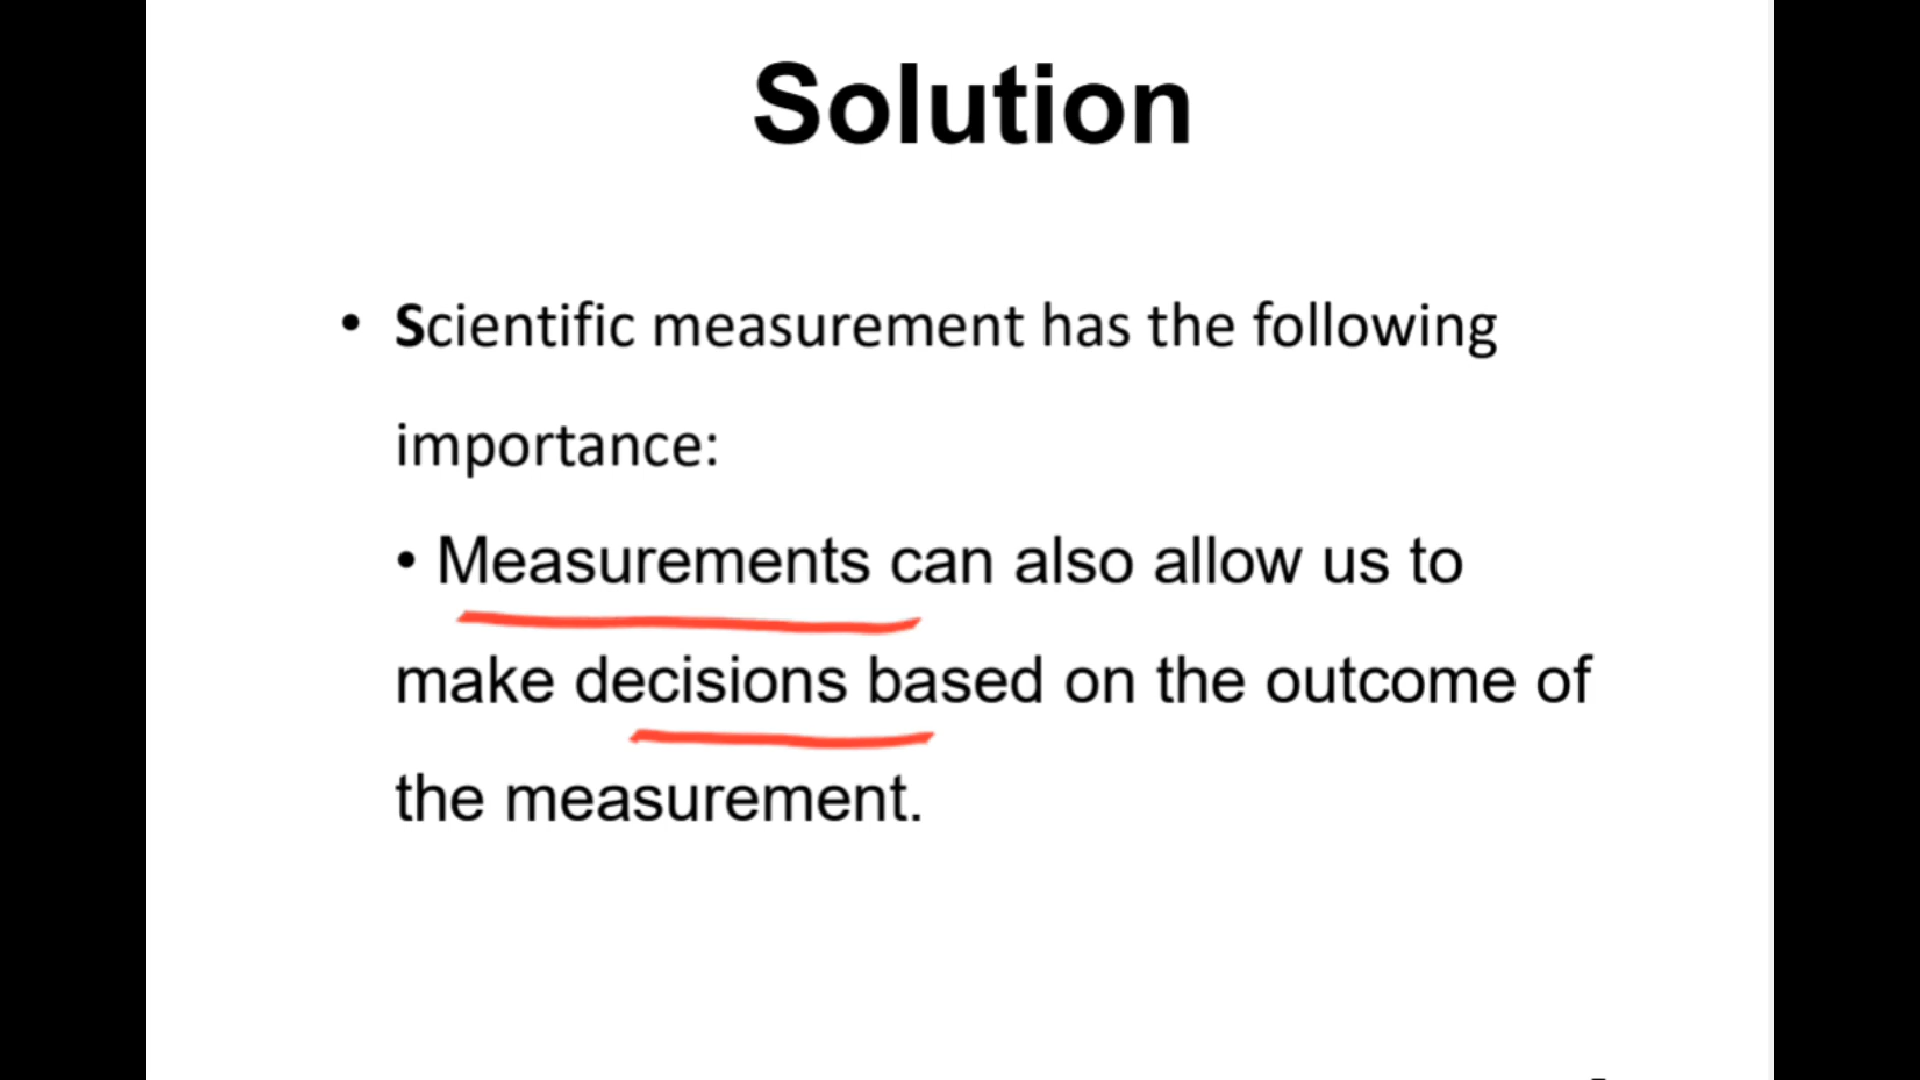 Solution
• Scientific measurement has the following
importance:
• Measurements can also allow us to
make decisions based on the outcome of
the measurement.